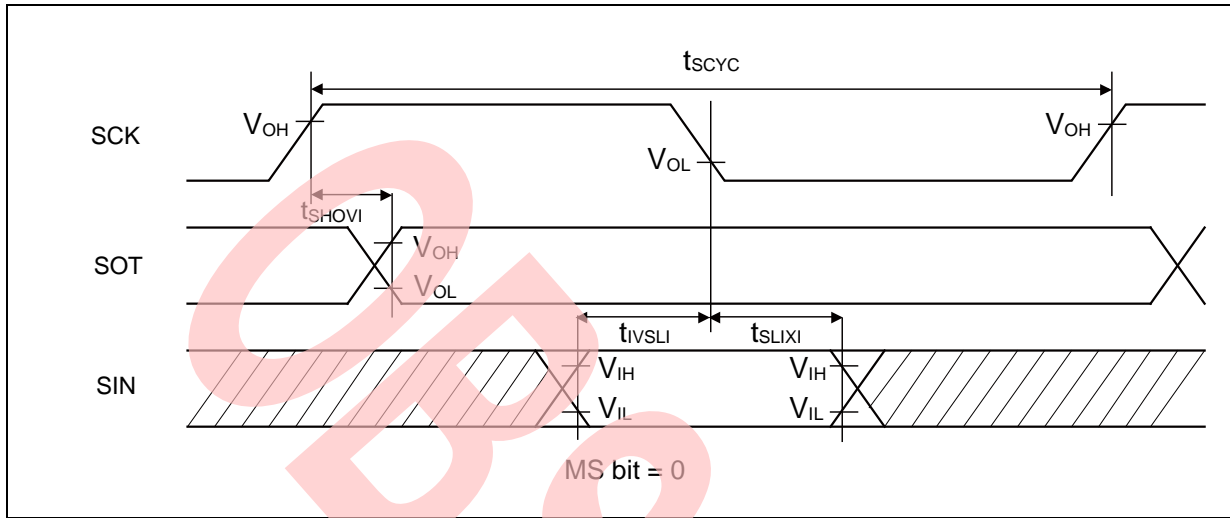 tSCYC
SCK
VOH
VOL
VOH
tSHOVI
SOT
VOH
VOL
tIVSLI
tSLIXI
SIN
VIH
VIL
VIH
VIL
MS bit = 0